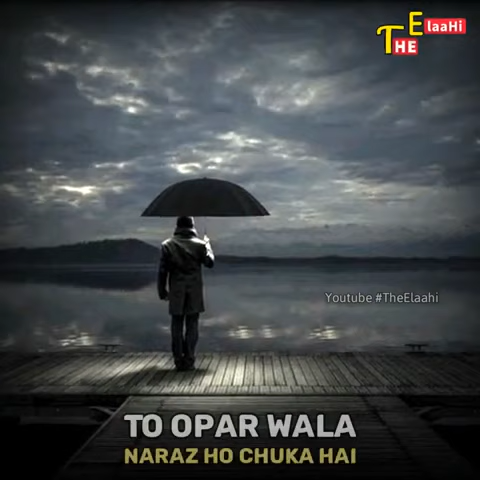 THE ElaaHi
Youtube #TheElaahi
TO OPAR WALA
NARAZ HO CHUKA HAI